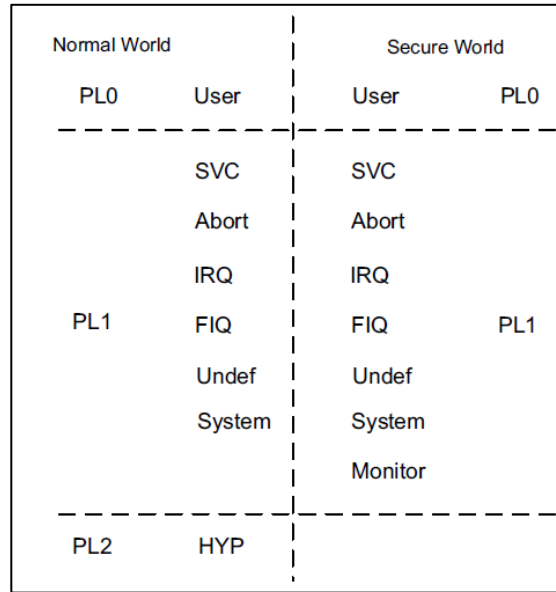 Normal World Secure World
PL0 User User PL0
SVC SVC
Abort Abort
IRQ IRQ
PL1 FIQ FIQ PL1
Undef Undef
System System
Monitor
PL2 HYP